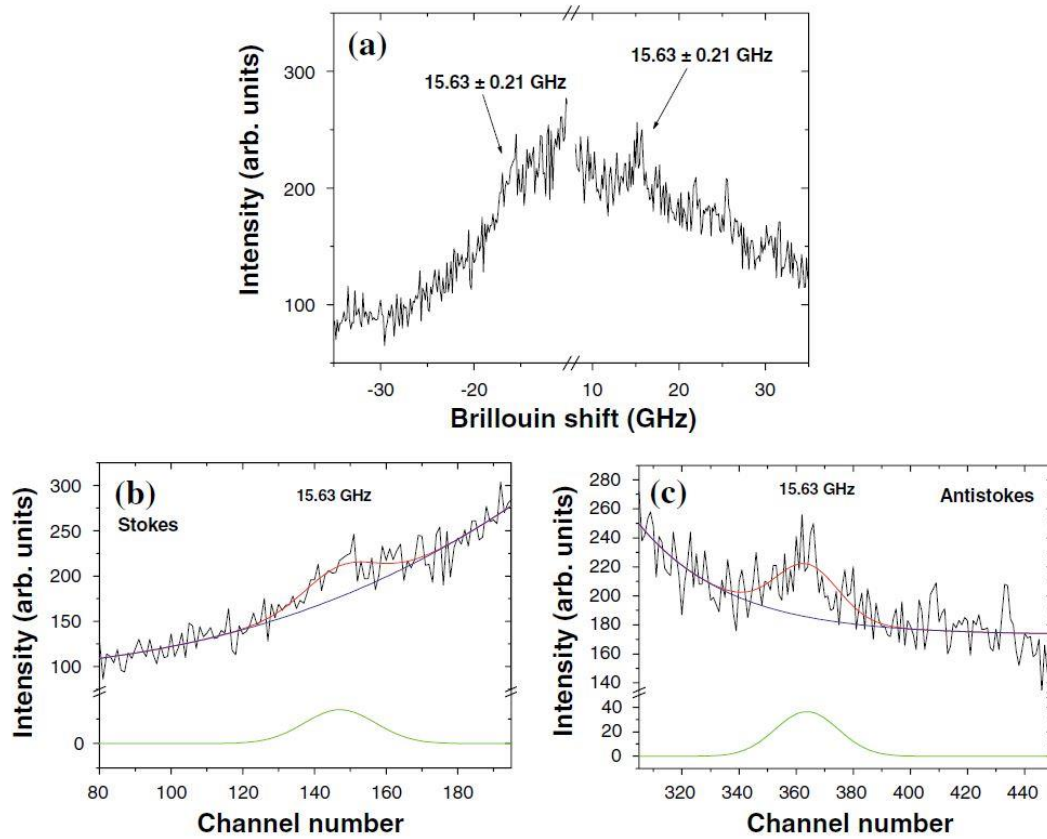 (a)
15.63 ± 0.21 GHz
15.63 ± 0.21 GHz
Intensity (arb. units)
300
200
100
-30
-20
10
20
30
Brillouin shift (GHz)
(b)
Stokes
15.63 GHz
Intensity (arb. units)
300
250
200
150
100
0
80
100
120
140
160
180
Channel number
(c)
15.63 GHz
Antistokes
Intensity (arb. units)
280
260
240
220
200
180
160
140
40
20
0
320
340
360
380
400
420
440
Channel number